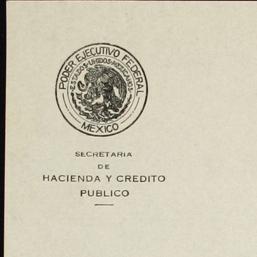 PODER EJECUTIVO FEDERAL
ESTADOS UNIDOS MEXICANOS
MEXICO
SECRETARIA
DE
HACIENDA Y CREDITO
PUBLICO